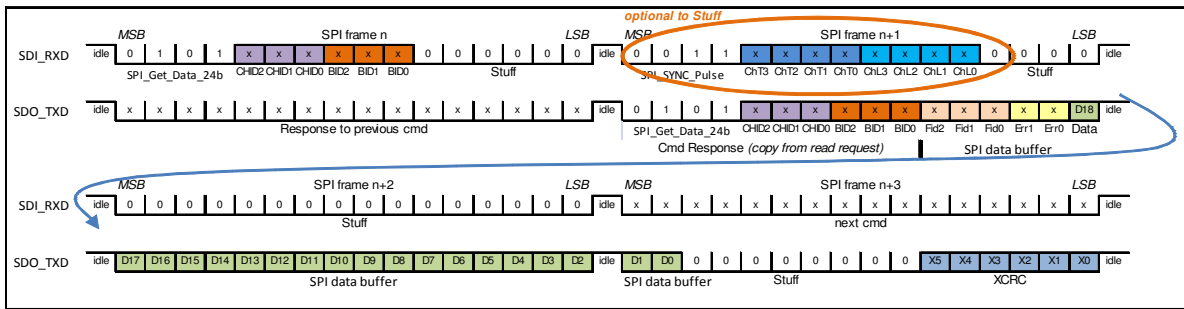 optional to Stuff
MSB SPI frame n LSB MSB SPI frame n+1 LSB
SDI_RXD idle 0 1 0 1 x x x x x x 0 0 0 0 0 0 idle 0 0 1 1 x x x x x x x x 0 0 0 0 idle
SPI_Get_Data_24b CHID2 CHID1 CHID0 BID2 BID1 BID0 Stuff SPI_SYNC_Pulse ChT3 ChT2 ChT1 ChT0 ChL3 ChL2 ChL1 ChL0 Stuff
SDO_TXD idle x x x x x x x x x x x x x x x x idle 0 1 0 1 x x x x x x x x x x x D18 idle
Response to previous cmd SPI_Get_Data_24b CHID2 CHID1 CHID0 BID2 BID1 BID0 Fid2 Fid1 Fid0 Err1 Err0 Data
Cmd Response (copy from read request) SPI data buffer
MSB SPI frame n+2 LSB MSB SPI frame n+3 LSB
SDI_RXD idle 0 0 0 0 0 0 0 0 0 0 0 0 0 0 0 0 idle x x x x x x x x x x x x x x x x idle
Stuff next cmd
SDO_TXD idle D17 D16 D15 D14 D13 D12 D11 D10 D9 D8 D7 D6 D5 D4 D3 D2 idle D1 D0 0 0 0 0 0 0 0 0 X5 X4 X3 X2 X1 X0 idle
SPI data buffer SPI data buffer Stuff XCRC